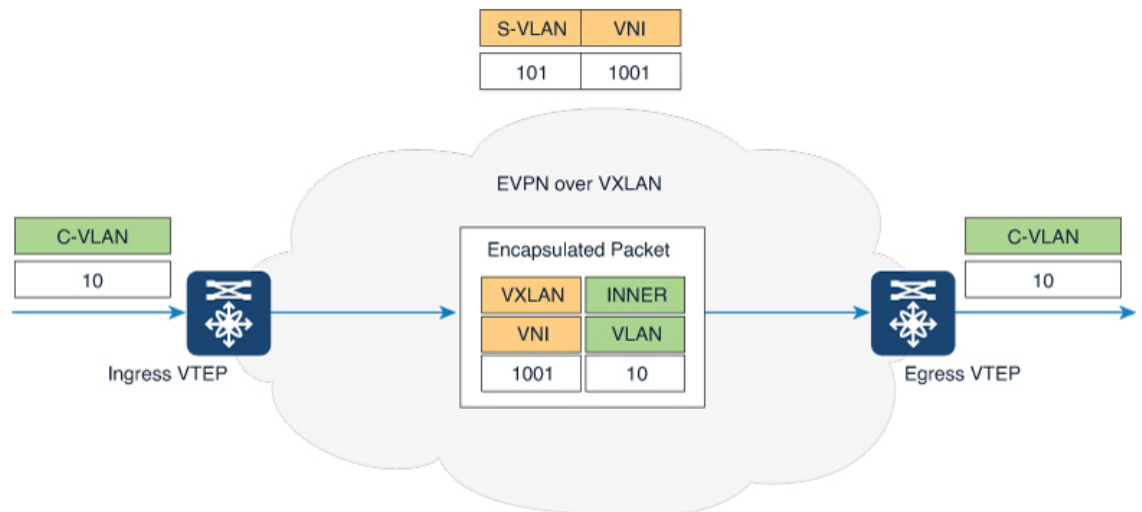 S-VLAN VNI
101 1001
EVPN over VXLAN
C-VLAN
10
Ingress VTEP
Encapsulated Packet
VXLAN INNER
VNI VLAN
1001 10
C-VLAN
10
Egress VTEP